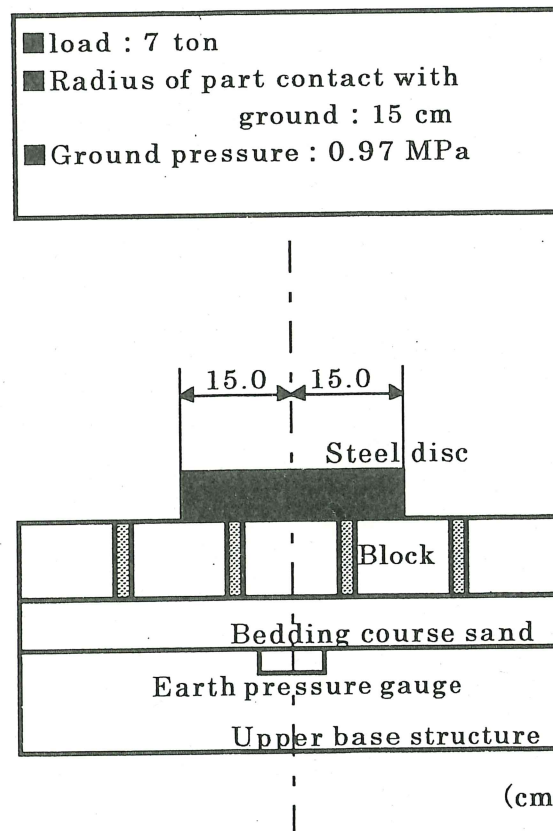 ■load : 7 ton
■Radius of part contact with
ground : 15 cm
■Ground pressure : 0.97 MPa
15.0 15.0
Steel disc
Block
Bedding course sand
Earth pressure gauge
Upper base structure
(cm